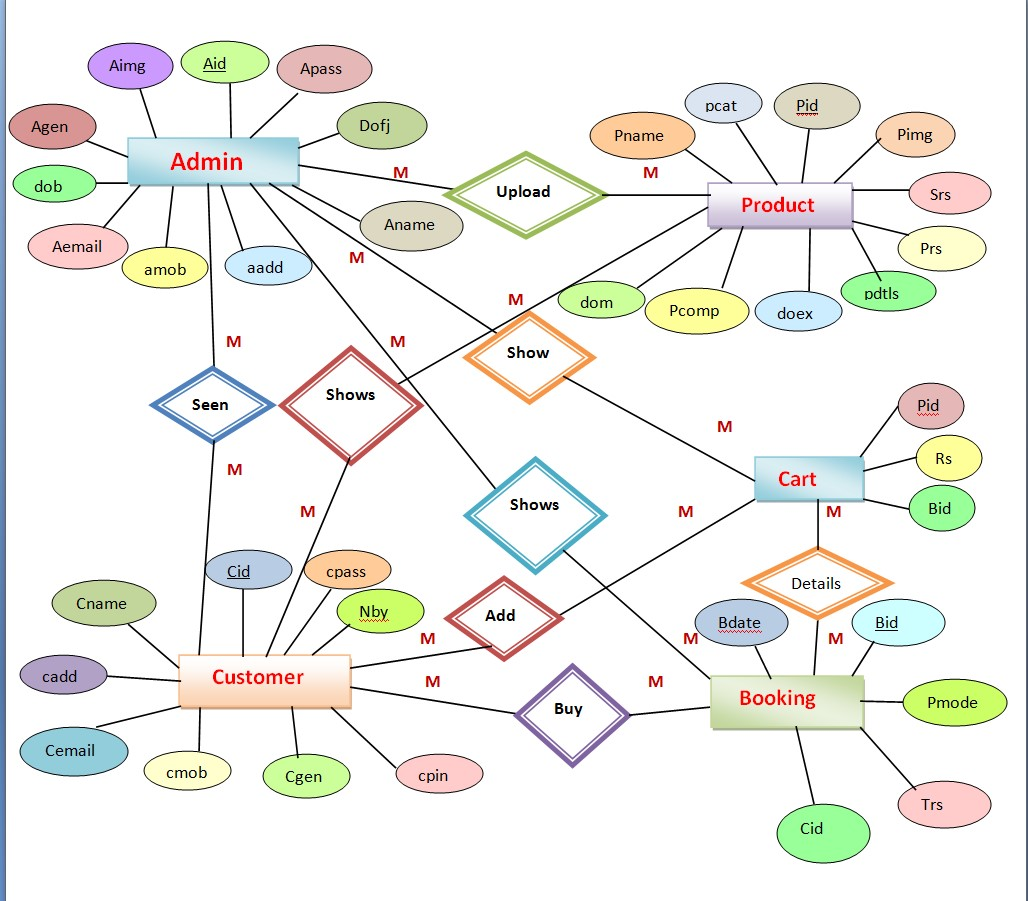 Aimg
Aid
Apass
Agen
Dofj
Admin
dob
Aname
Aemail
amob
aadd
M
Upload
M
pcat
Pid
Pname
Pimg
Product
Srs
Prs
pdtls
dom
Pcomp
doex
M
M
M
M
Show
Seen
Shows
M
M
M
Shows
Pid
Cart
Rs
Bid
M
M
Details
Cid
cpass
Cname
Nby
Add
M
Bdate
Bid
M
M
cadd
Customer
M
M
Booking
Pmode
Buy
Cemail
cmob
Cgen
cpin
Trs
Cid